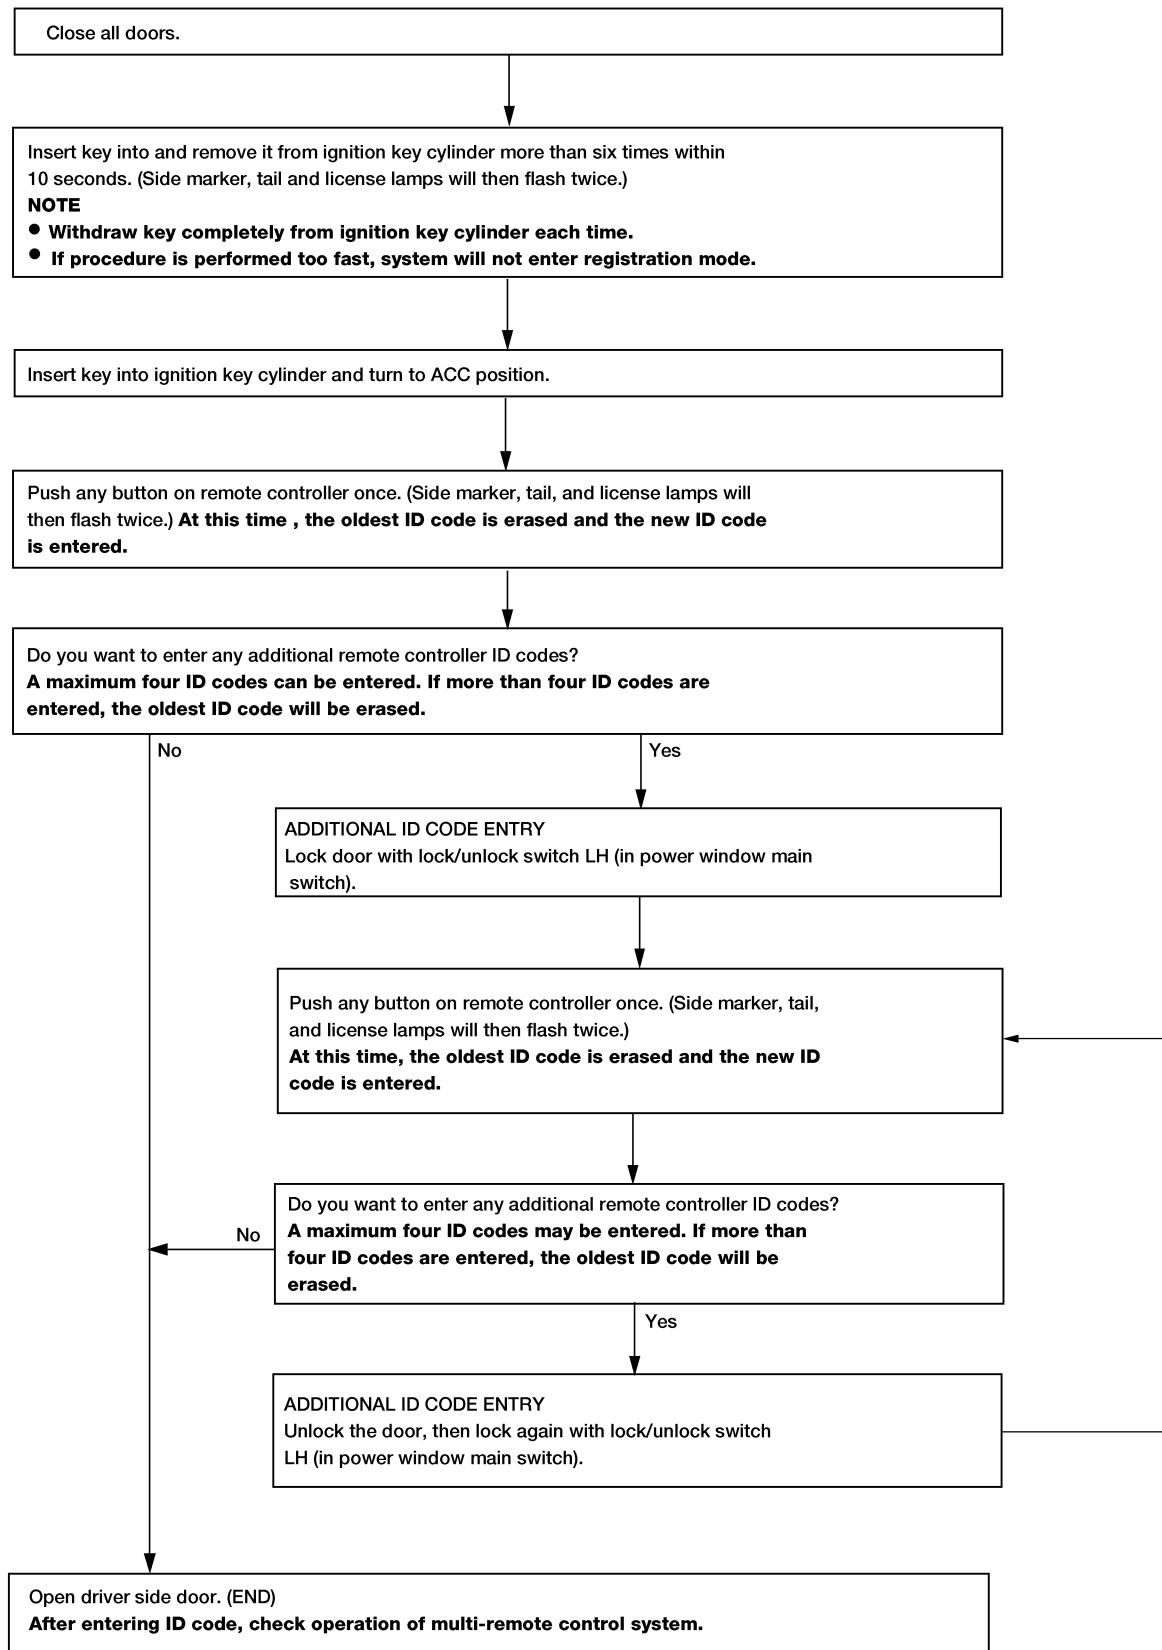 Close all doors.
Insert key into and remove it from ignition key cylinder more than six times within
10 seconds. (Side marker, tail and license lamps will then flash twice.)
NOTE
● Withdraw key completely from ignition key cylinder each time.
● If procedure is performed too fast, system will not enter registration mode.
Insert key into ignition key cylinder and turn to ACC position.
Push any button on remote controller once. (Side marker, tail, and license lamps will
then flash twice.) At this time , the oldest ID code is erased and the new ID code
is entered.
Do you want to enter any additional remote controller ID codes?
A maximum four ID codes can be entered. If more than four ID codes are
entered, the oldest ID code will be erased.
No
Yes
ADDITIONAL ID CODE ENTRY
Lock door with lock/unlock switch LH (in power window main
switch).
Push any button on remote controller once. (Side marker, tail,
and license lamps will then flash twice.)
At this time, the oldest ID code is erased and the new ID
code is entered.
Do you want to enter any additional remote controller ID codes?
A maximum four ID codes may be entered. If more than
four ID codes are entered, the oldest ID code will be
erased.
No
Yes
ADDITIONAL ID CODE ENTRY
Unlock the door, then lock again with lock/unlock switch
LH (in power window main switch).
Open driver side door. (END)
After entering ID code, check operation of multi-remote control system.